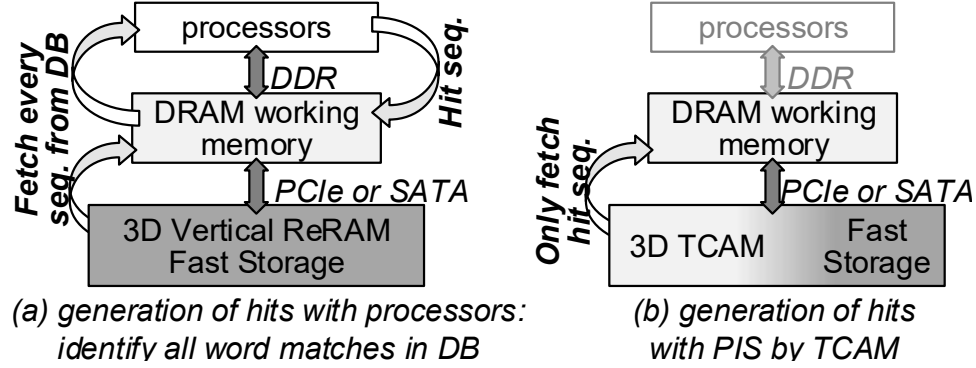 processors
DDR
Hit seq.
Fetch every
seq. from DB
DRAM working
memory
PCIe or SATA
3D Vertical ReRAM
Fast Storage
(a) generation of hits with processors:
identify all word matches in DB
processors
DDR
DRAM working
memory
Only fetch
hit seq.
PCIe or SATA
3D TCAM
Fast
Storage
(b) generation of hits
with PIS by TCAM